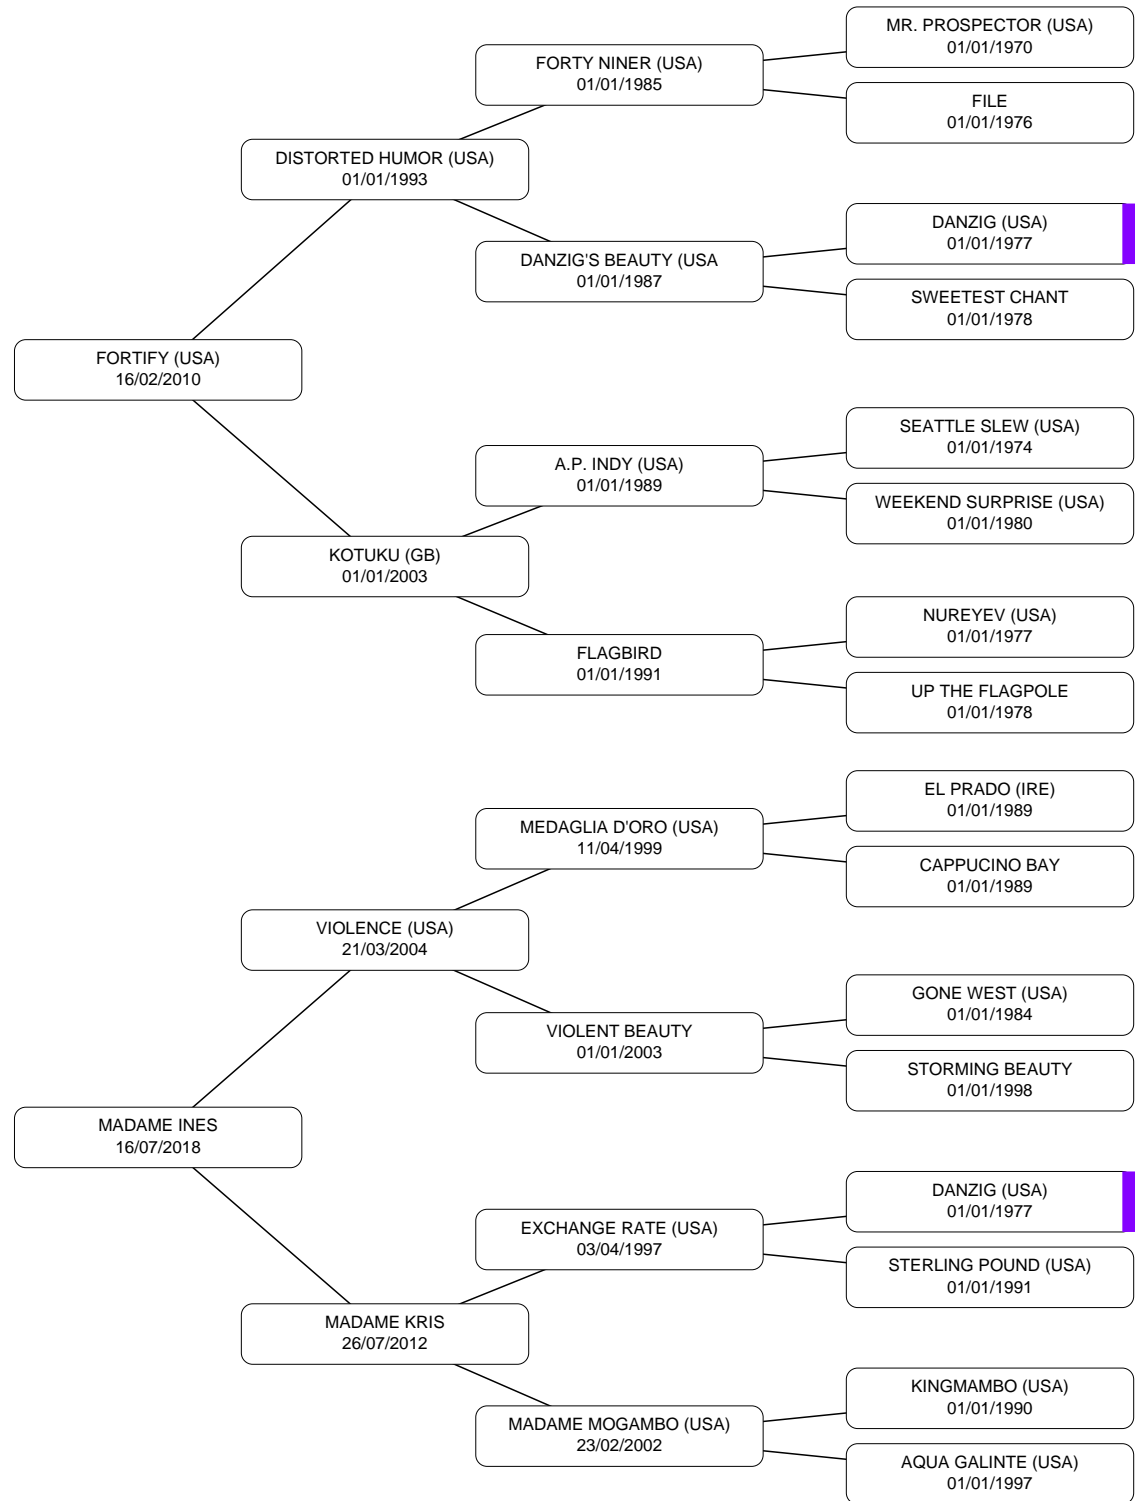 MR. PROSPECTOR (USA)
01/01/1970
FORTY NINER (USA)
01/01/1985
FILE
01/01/1976
DISTORTED HUMOR (USA)
01/01/1993
DANZIG (USA)
01/01/1977
DANZIG'S BEAUTY (USA
01/01/1987
SWEETEST CHANT
01/01/1978
FORTIFY (USA)
16/02/2010
SEATTLE SLEW (USA)
01/01/1974
A.P. INDY (USA)
01/01/1989
WEEKEND SURPRISE (USA)
01/01/1980
KOTUKU (GB)
01/01/2003
NUREYEV (USA)
01/01/1977
FLAGBIRD
01/01/1991
UP THE FLAGPOLE
01/01/1978
EL PRADO (IRE)
01/01/1989
MEDAGLIA D'ORO (USA)
11/04/1999
CAPPUCINO BAY
01/01/1989
VIOLENCE (USA)
21/03/2004
GONE WEST (USA)
01/01/1984
VIOLENT BEAUTY
01/01/2003
STORMING BEAUTY
01/01/1998
MADAME INES
16/07/2018
DANZIG (USA)
01/01/1977
EXCHANGE RATE (USA)
03/04/1997
STERLING POUND (USA)
01/01/1991
MADAME KRIS
26/07/2012
KINGMAMBO (USA)
01/01/1990
MADAME MOGAMBO (USA)
23/02/2002
AQUA GALINTE (USA)
01/01/1997